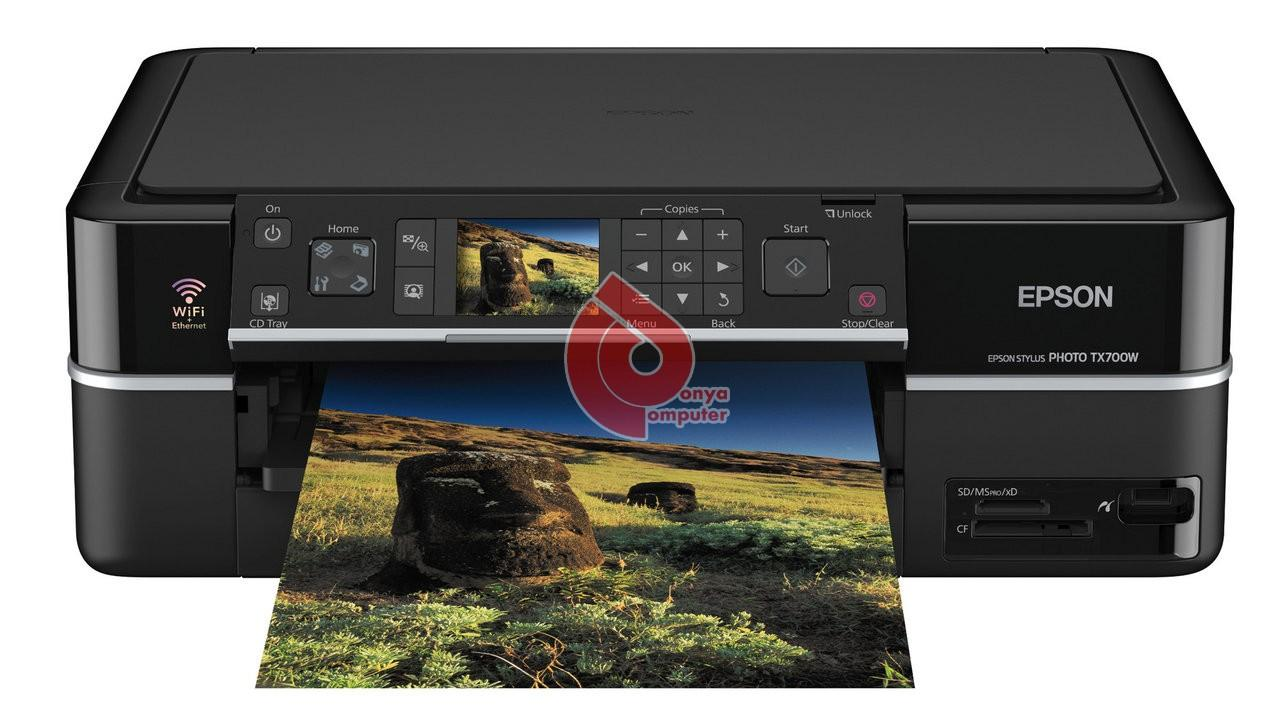 EPSON
On
Home
Copies
Unlock
Start
OK
WiFi
+
Ethernet
CD Tray
Menu
Back
Stop/Clear
EPSON
EPSON STYLUS PHOTO TX700W
onya
omputer
SD/MSPRO/xD
CF